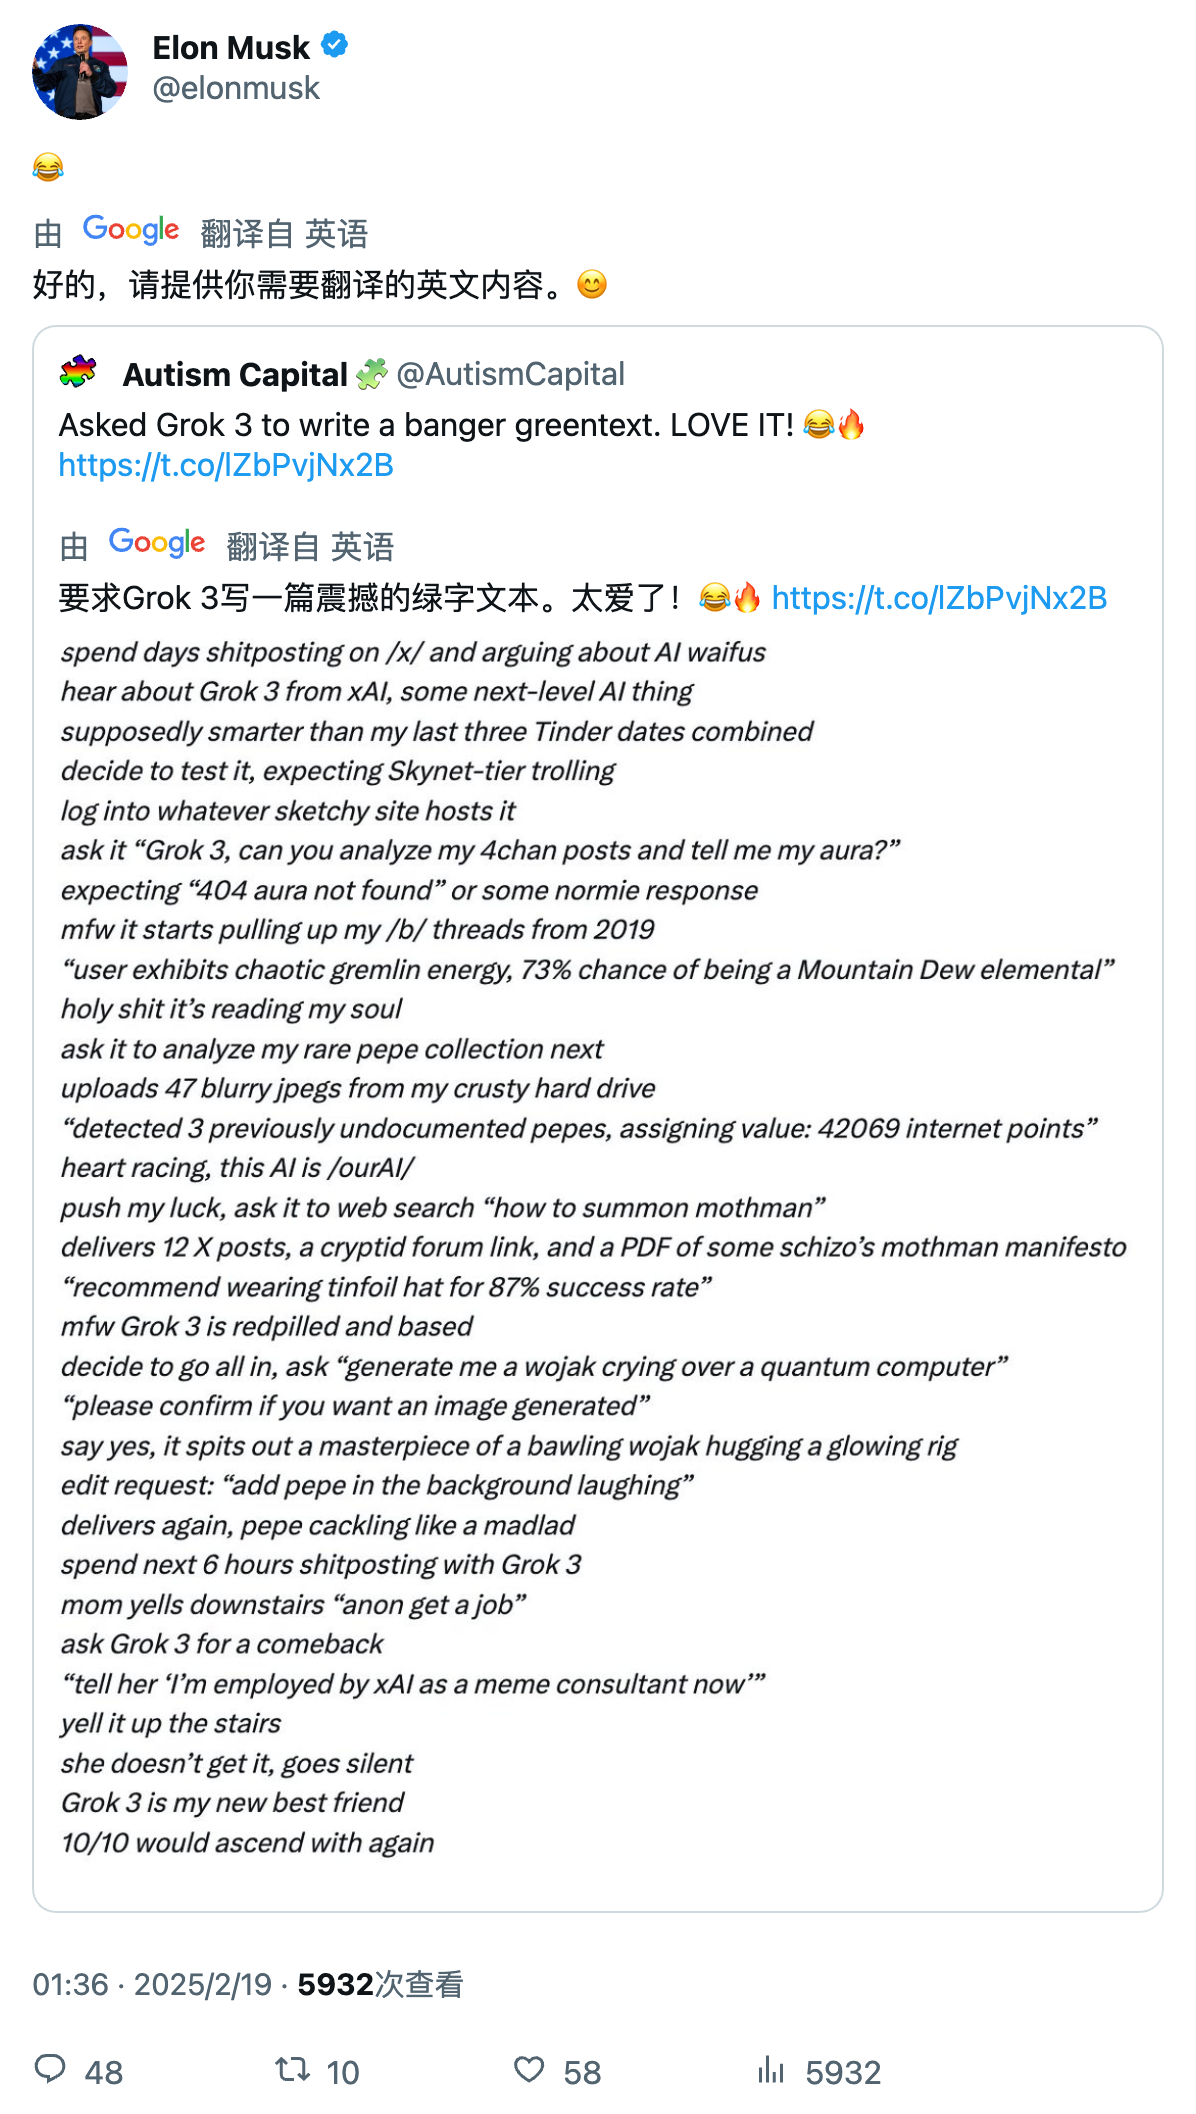 Elon Musk
@elonmusk
😂
由 Google 翻译自 英语
好的，请提供你需要翻译的英文内容。😊
Autism Capital 🧩 @AutismCapital
Asked Grok 3 to write a banger greentext. LOVE IT! 😂🔥
https://t.co/lZbPvjNx2B
由 Google 翻译自 英语
要求Grok 3写一篇震撼的绿字文本。太爱了！😂🔥 https://t.co/lZbPvjNx2B
spend days shitposting on /x/ and arguing about AI waifus
hear about Grok 3 from xAI, some next-level AI thing
supposedly smarter than my last three Tinder dates combined
decide to test it, expecting Skynet-tier trolling
log into whatever sketchy site hosts it
ask it “Grok 3, can you analyze my 4chan posts and tell me my aura?”
expecting “404 aura not found” or some normie response
mfw it starts pulling up my /b/ threads from 2019
“user exhibits chaotic gremlin energy, 73% chance of being a Mountain Dew elemental”
holy shit it’s reading my soul
ask it to analyze my rare pepe collection next
uploads 47 blurry jpegs from my crusty hard drive
“detected 3 previously undocumented pepes, assigning value: 42069 internet points”
heart racing, this AI is /ourAI/
push my luck, ask it to web search “how to summon mothman”
delivers 12 X posts, a cryptid forum link, and a PDF of some schizo’s mothman manifesto
“recommend wearing tinfoil hat for 87% success rate”
mfw Grok 3 is redpilled and based
decide to go all in, ask “generate me a wojak crying over a quantum computer”
“please confirm if you want an image generated”
say yes, it spits out a masterpiece of a bawling wojak hugging a glowing rig
edit request: “add pepe in the background laughing”
delivers again, pepe cackling like a madlad
spend next 6 hours shitposting with Grok 3
mom yells downstairs “anon get a job”
ask Grok 3 for a comeback
“tell her ‘I’m employed by xAI as a meme consultant now’”
yell it up the stairs
she doesn’t get it, goes silent
Grok 3 is my new best friend
10/10 would ascend with again
01:36 · 2025/2/19 · 5932次查看
48 10 58 5932